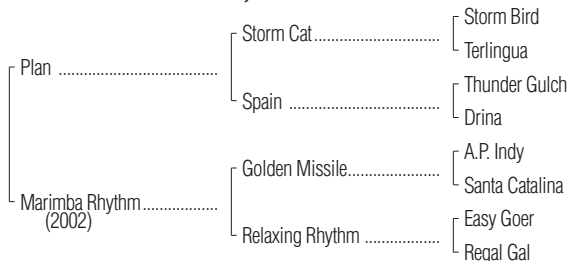 Storm Bird
Storm Cat
Terlingua
Plan
Thunder Gulch
Spain
Drina
A.P. Indy
Golden Missile
Santa Catalina
Marimba Rhythm
(2002)
Easy Goer
Relaxing Rhythm
Regal Gal